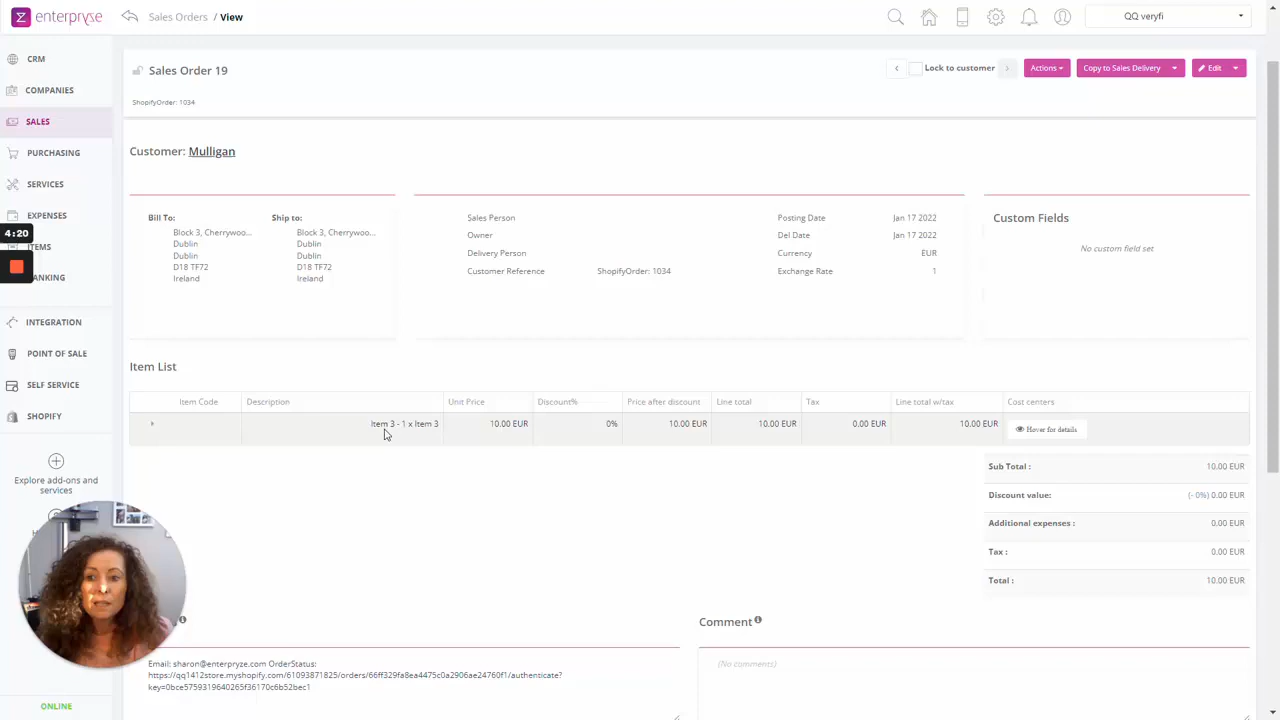 enterpryze
Sales Orders / View
QQ veryfi
CRM
COMPANIES
SALES
PURCHASING
SERVICES
EXPENSES
4:20
ITEMS
ANKING
INTEGRATION
POINT OF SALE
SELF SERVICE
SHOPIFY
Explore add-ons and
services
ONLINE
Sales Order 19
Lock to customer
Actions
Copy to Sales Delivery
Edit
ShopifyOrder: 1034
Customer: Mulligan
Bill To:
Block 3, Cherrywoo...
Dublin
Dublin
D18 TF72
Ireland
Ship to:
Block 3, Cherrywoo...
Dublin
Dublin
D18 TF72
Ireland
Sales Person
Owner
Delivery Person
Customer Reference ShopifyOrder: 1034
Posting Date Jan 17 2022
Del Date Jan 17 2022
Currency EUR
Exchange Rate 1
Custom Fields
No custom field set
Item List
Item Code Description Unit Price Discount% Price after discount Line total Tax Line total w/tax Cost centers
Item 3 - 1 x Item 3 10.00 EUR 0% 10.00 EUR 10.00 EUR 0.00 EUR 10.00 EUR Hover for details
Sub Total : 10.00 EUR
Discount value: (- 0%) 0.00 EUR
Additional expenses : 0.00 EUR
Tax : 0.00 EUR
Total : 10.00 EUR
Email: sharon@enterpryze.com OrderStatus:
https://qq1412store.myshopify.com/61093871825/orders/66ff329fa8ea4475c0a2906ae24760f1/authenticate?
key=0bce5759319640265f36170c6b52bec1
Comment
(No comments)